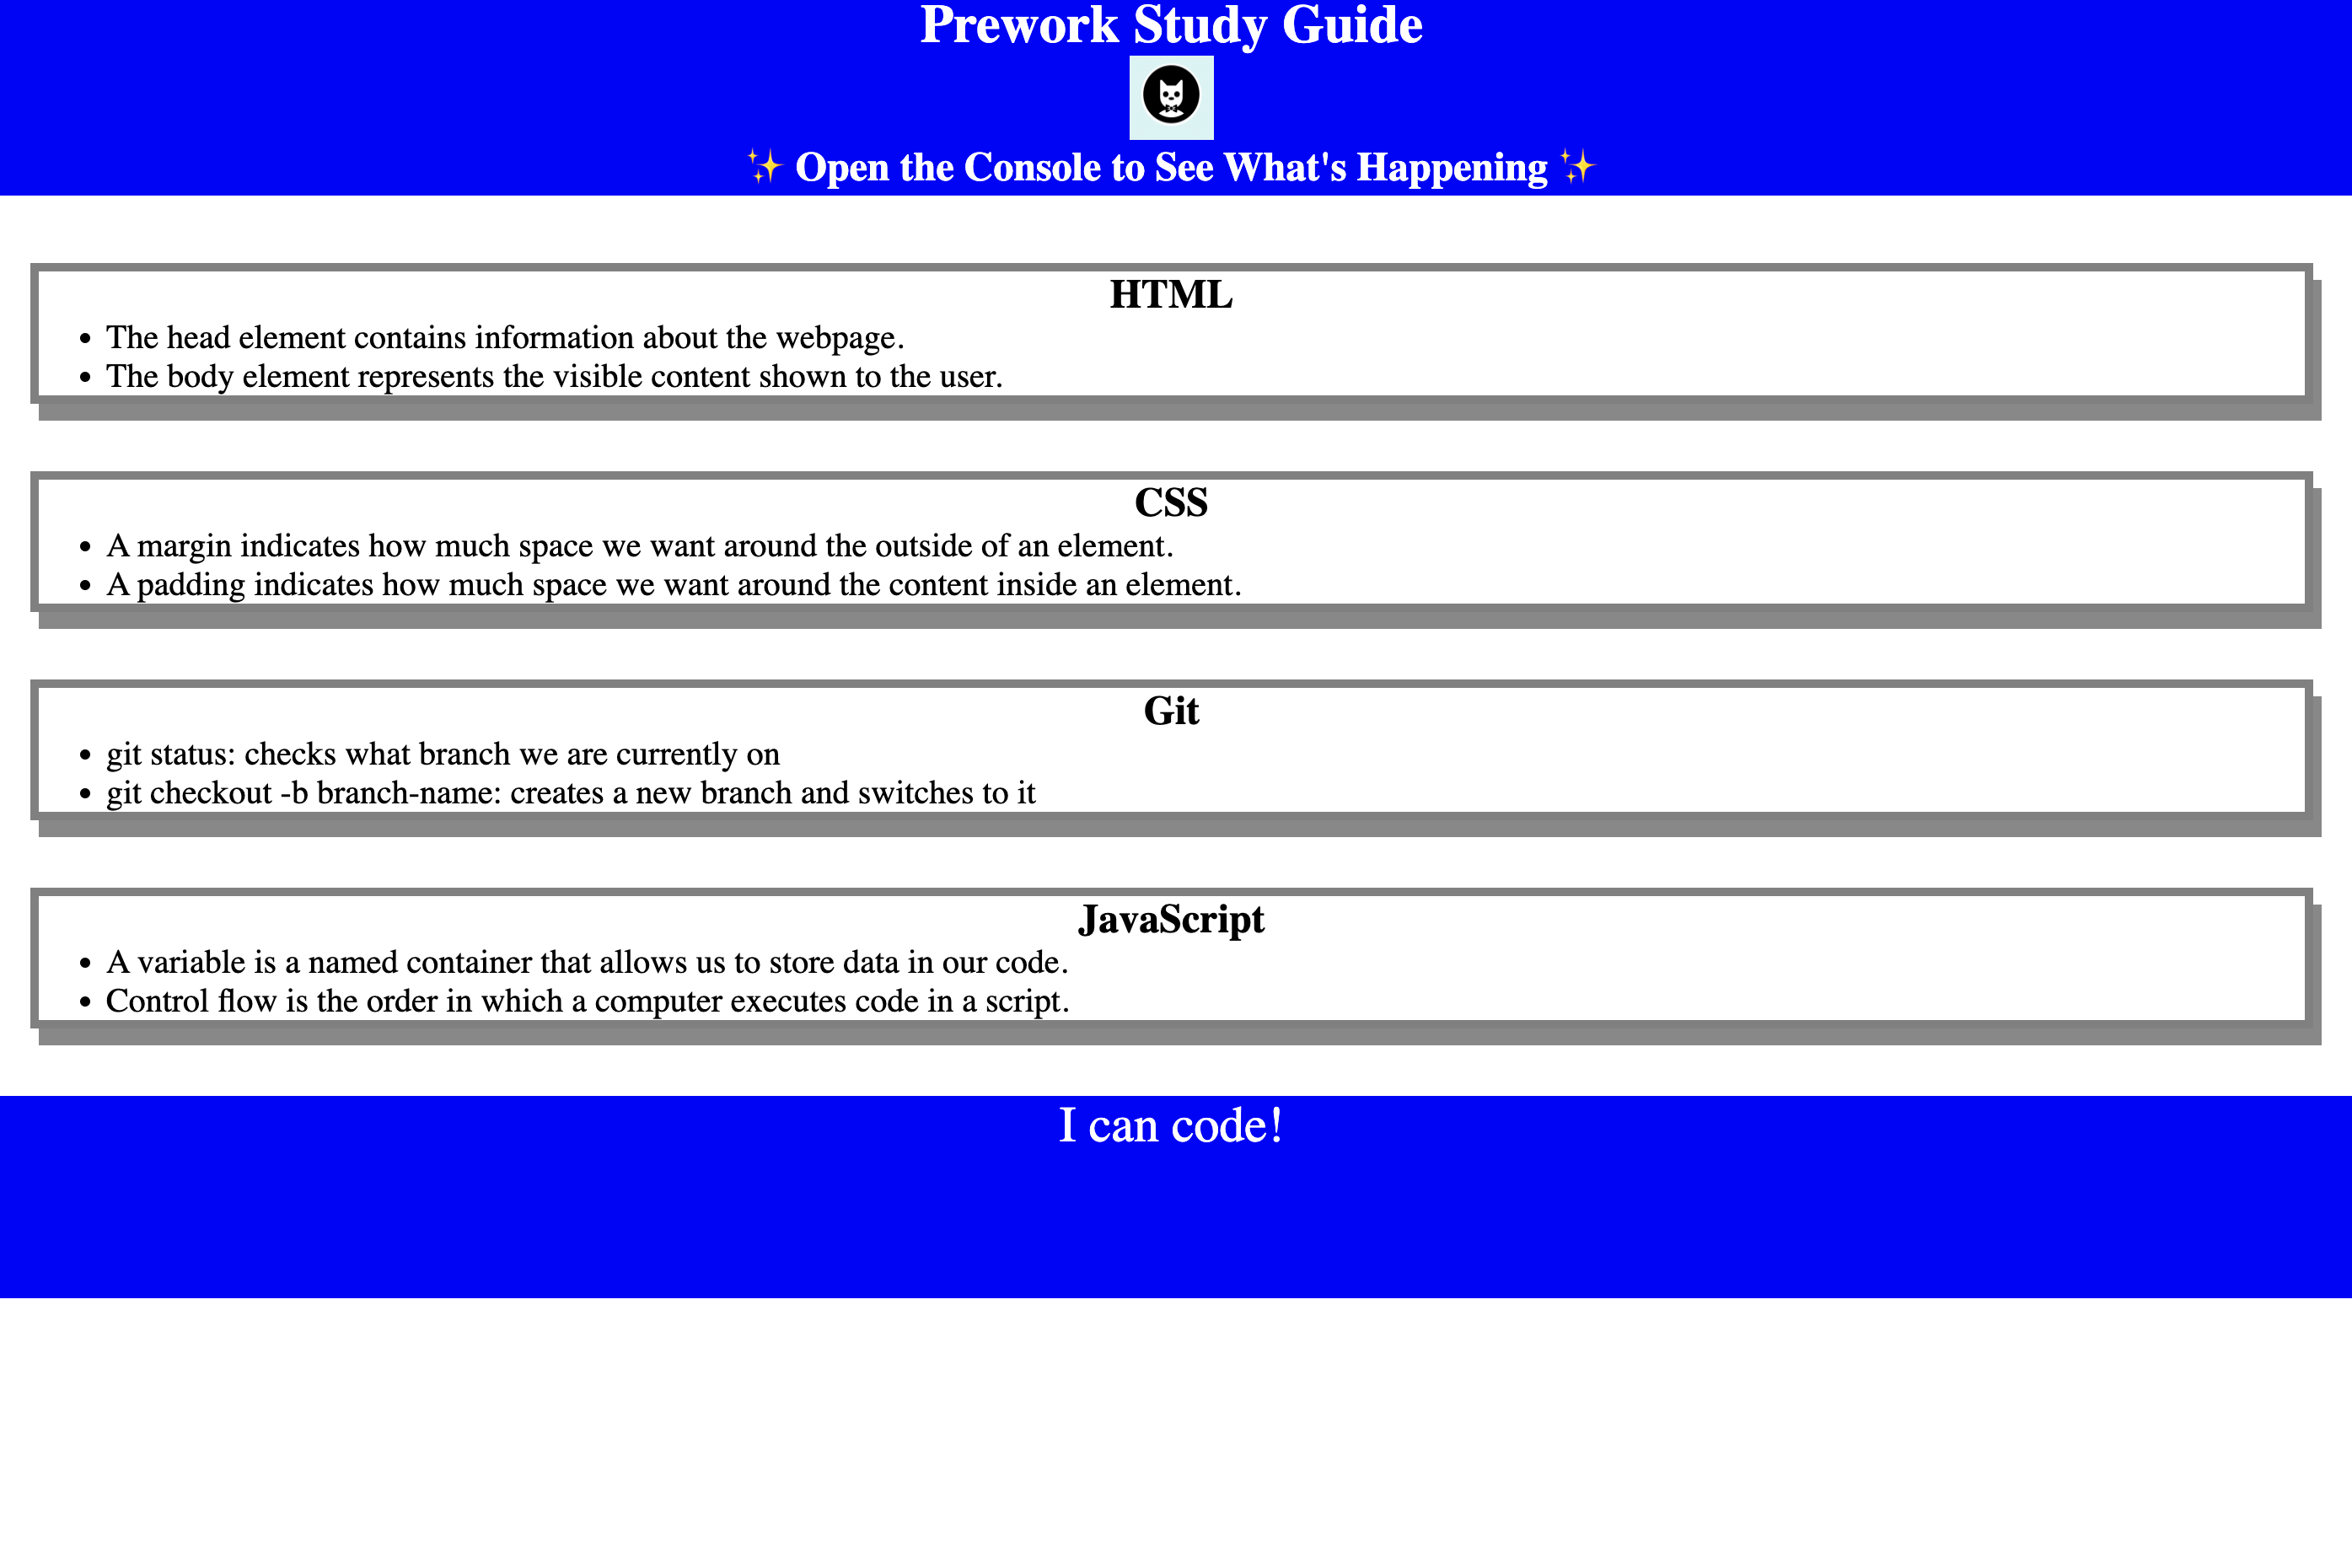 Prework Study Guide
✨ Open the Console to See What's Happening ✨
HTML
• The head element contains information about the webpage.
• The body element represents the visible content shown to the user.
CSS
• A margin indicates how much space we want around the outside of an element.
• A padding indicates how much space we want around the content inside an element.
Git
• git status: checks what branch we are currently on
• git checkout -b branch-name: creates a new branch and switches to it
JavaScript
• A variable is a named container that allows us to store data in our code.
• Control flow is the order in which a computer executes code in a script.
I can code!